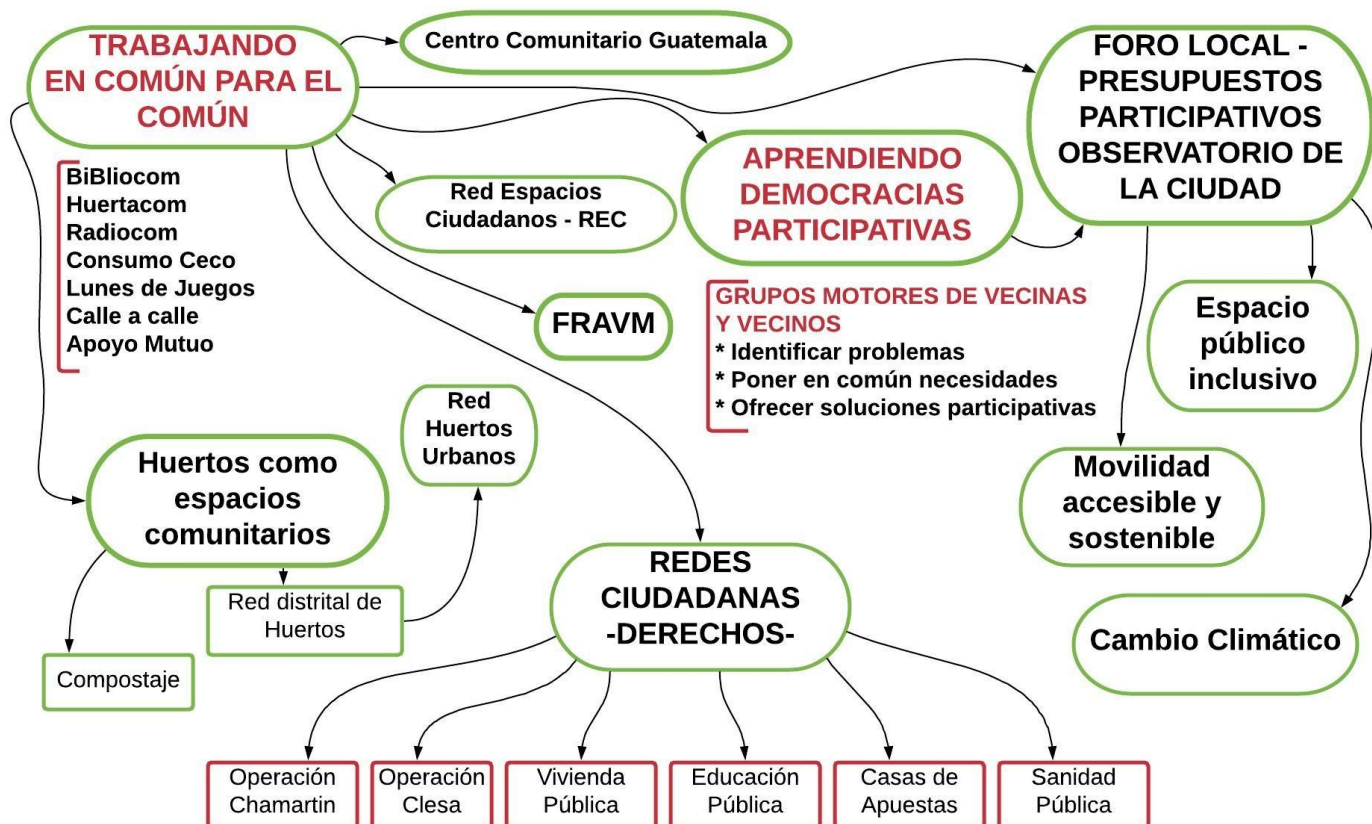 TRABAJANDO
EN COMÚN PARA EL
COMÚN
Centro Comunitario Guatemala
FORO LOCAL -
PRESUPUESTOS
PARTICIPATIVOS
OBSERVATORIO DE
LA CIUDAD
BiBliocom
Huertacom
Radiocom
Consumo Ceco
Lunes de Juegos
Calle a calle
Apoyo Mutuo
Red Espacios
Ciudadanos - REC
APRENDIENDO
DEMOCRACIAS
PARTICIPATIVAS
FRAVM
GRUPOS MOTORES DE VECINAS
Y VECINOS
* Identificar problemas
* Poner en común necesidades
* Ofrecer soluciones participativas
Espacio
público
inclusivo
Red
Huertos
Urbanos
Huertos como
espacios
comunitarios
Movilidad
accesible y
sostenible
Red distrital de
Huertos
Compostaje
REDES
CIUDADANAS
-DERECHOS-
Cambio Climático
Operación
Chamartin
Operación
Clesa
Vivienda
Pública
Educación
Pública
Casas de
Apuestas
Sanidad
Pública